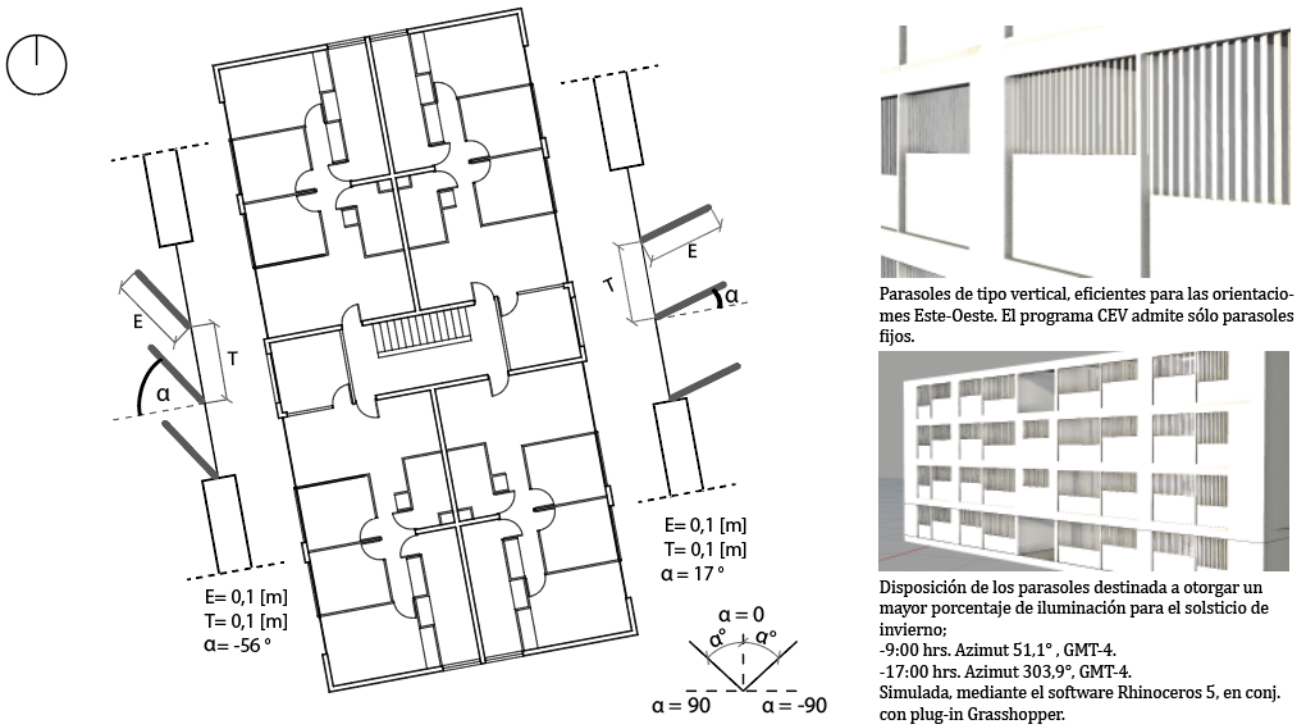 E
T
α
E= 0,1 [m]
T= 0,1 [m]
α= -56 °
T
E
α
E= 0,1 [m]
T= 0,1 [m]
α = 17 °
α = 0
α° α°
α = 90 α = -90
Parasoles de tipo vertical, eficientes para las orientacio-
mes Este-Oeste. El programa CEV admite sólo parasoles
fijos.
Disposición de los parasoles destinada a otorgar un
mayor porcentaje de iluminación para el solsticio de
invierno;
-9:00 hrs. Azimut 51,1° , GMT-4.
-17:00 hrs. Azimut 303,9°, GMT-4.
Simulada, mediante el software Rhinoceros 5, en conj.
con plug-in Grasshopper.